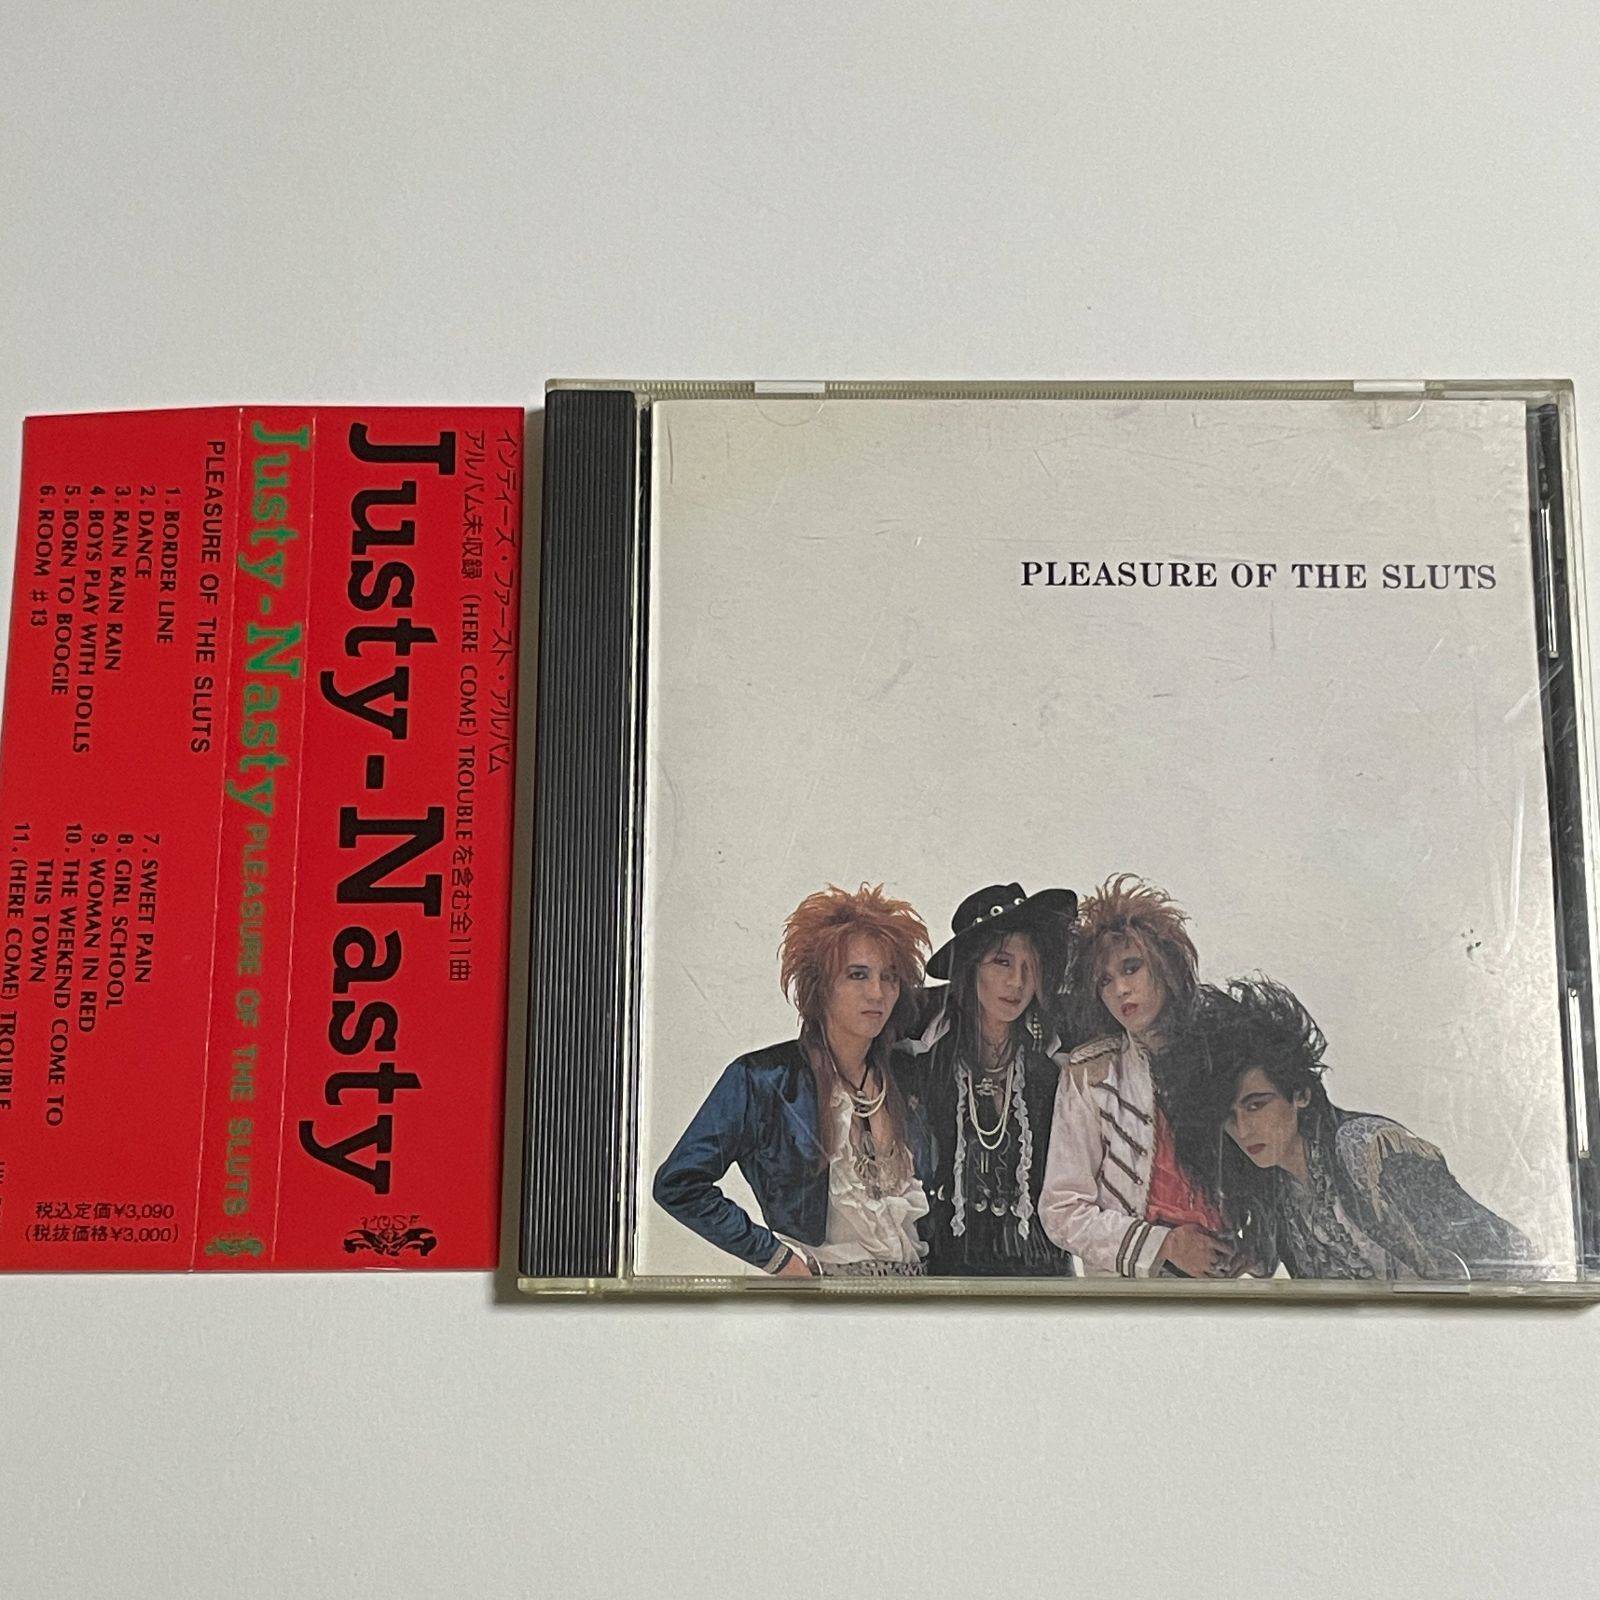 インディーズ・ファースト・アルバム
アルバム未収録 (HERE COME) TROUBLEを含む全11曲
Justy-Nasty
Justy-Nasty PLEASURE OF THE SLUTS
PLEASURE OF THE SLUTS
1. BORDER LINE
2. DANCE
3. RAIN RAIN RAIN
4. BOYS PLAY WITH DOLLS
5. BORN TO BOOGIE
6. ROOM ♯13
7. SWEET PAIN
8. GIRL SCHOOL
9. WOMAN IN RED
10. THE WEEKEND COME TO
THIS TOWN
11. (HERE COME) TROUBLE
税込定価¥3,090
(税抜価格¥3,000)
PLEASURE OF THE SLUTS